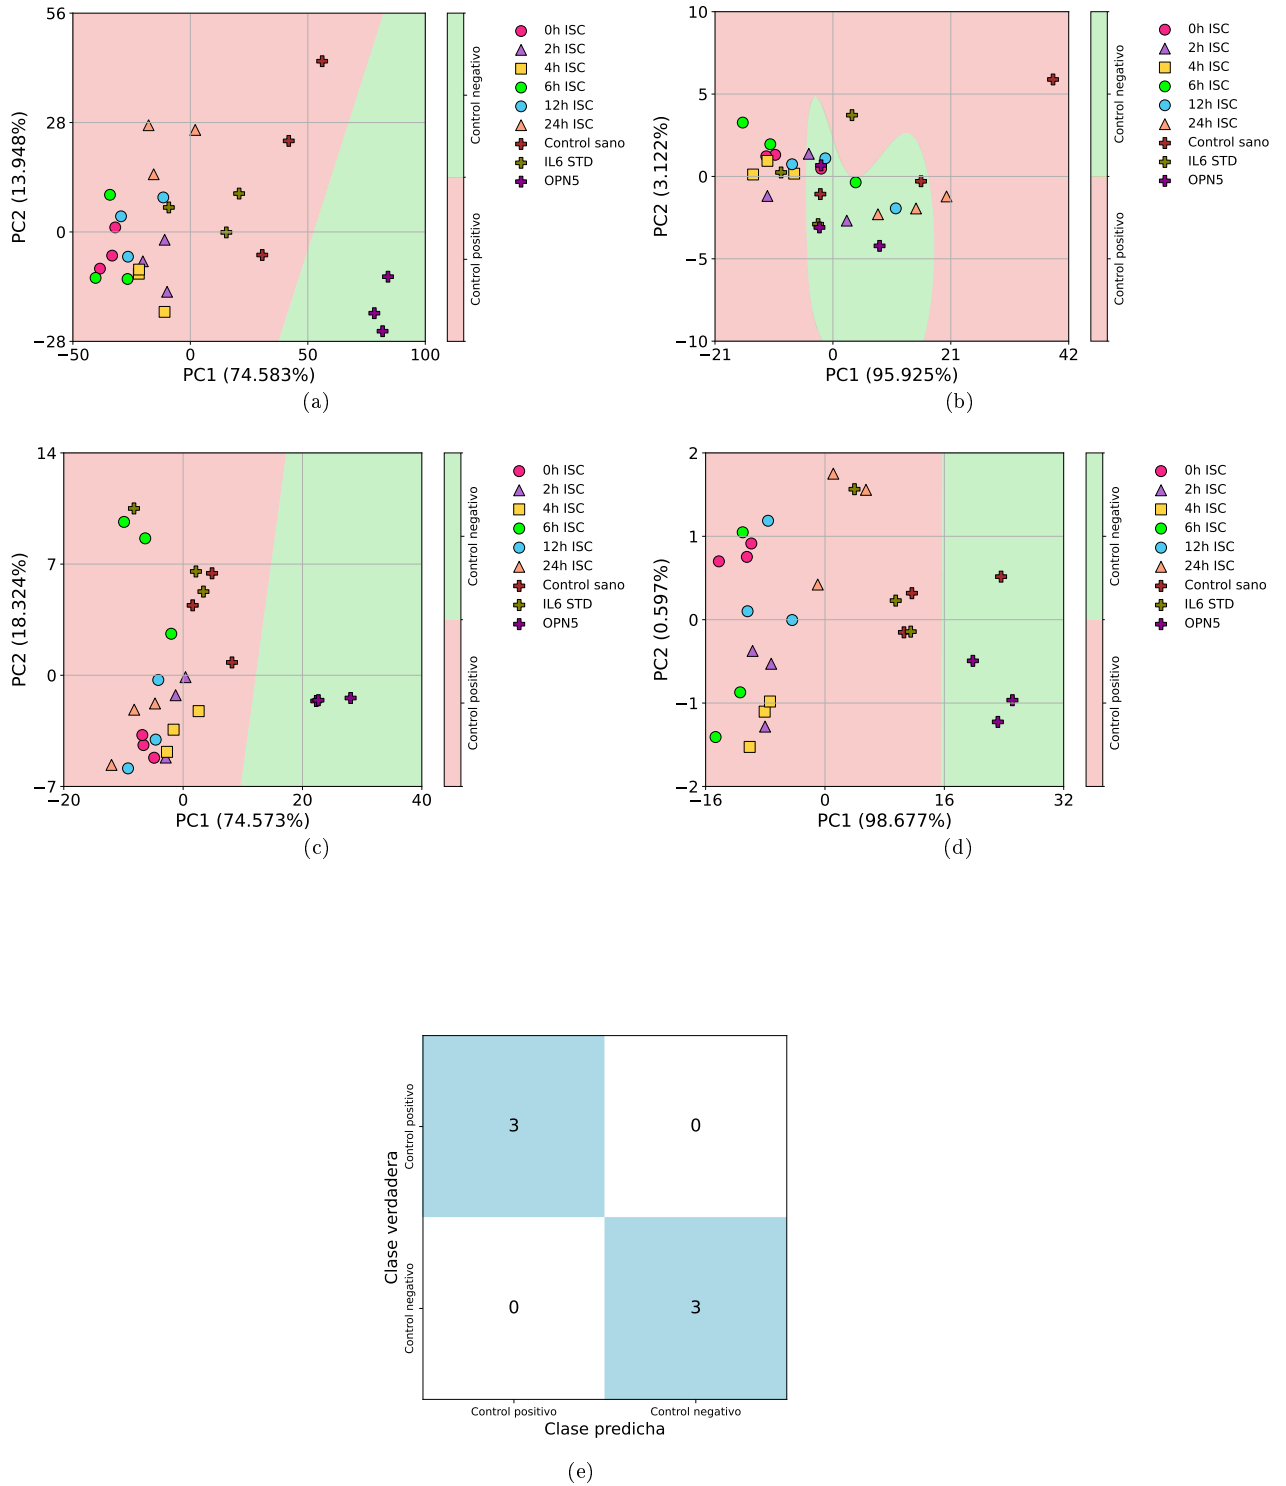 56
28
0
−28
−50
0
50
100
PC2 (13.948%)
PC1 (74.583%)
Control negativo
Control positivo
0h ISC
2h ISC
4h ISC
6h ISC
12h ISC
24h ISC
Control sano
IL6 STD
OPN5
(a)
10
5
0
−5
−10
−21
0
21
42
PC2 (3.122%)
PC1 (95.925%)
Control negativo
Control positivo
0h ISC
2h ISC
4h ISC
6h ISC
12h ISC
24h ISC
Control sano
IL6 STD
OPN5
(b)
14
7
0
−7
−20
0
20
40
PC2 (18.324%)
PC1 (74.573%)
Control negativo
Control positivo
0h ISC
2h ISC
4h ISC
6h ISC
12h ISC
24h ISC
Control sano
IL6 STD
OPN5
(c)
2
1
0
−1
−2
−16
0
16
32
PC2 (0.597%)
PC1 (98.677%)
Control negativo
Control positivo
0h ISC
2h ISC
4h ISC
6h ISC
12h ISC
24h ISC
Control sano
IL6 STD
OPN5
(d)
Clase verdadera
Control positivo
Control negativo
3
0
0
3
Control positivo
Control negativo
Clase predicha
(e)